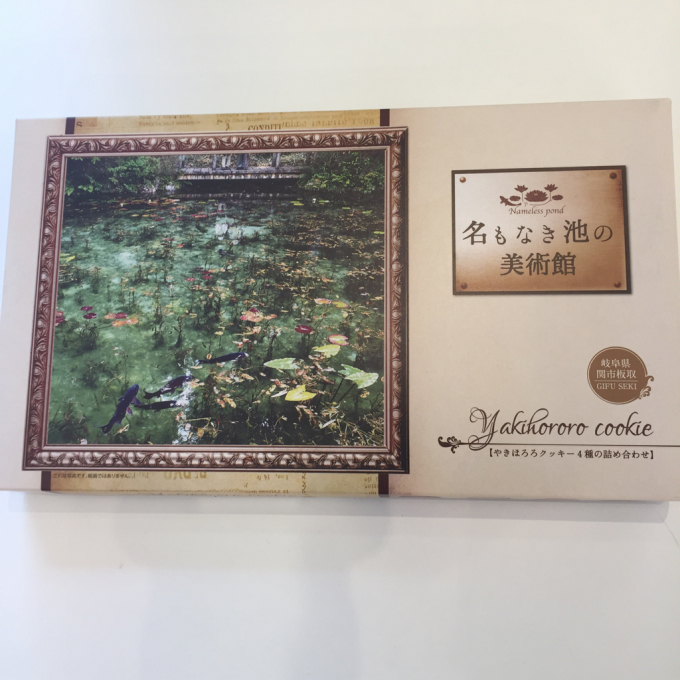 Nameless pond
名もなき池の
美術館
岐阜県
関市板取
GIFU SEKI
Yakihororo cookie
【やきほろろクッキー4種の詰め合わせ】